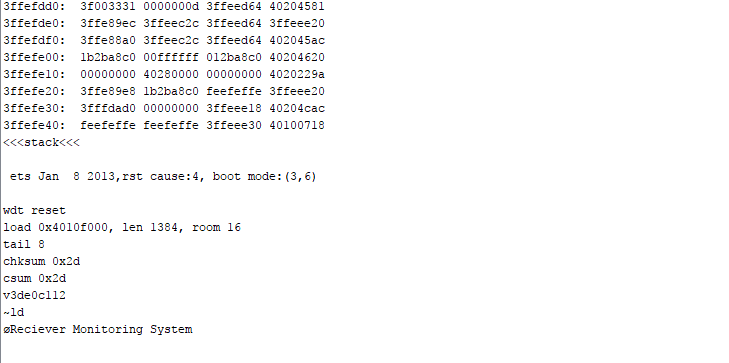 3ffefdd0:  3f003331 0000000d 3ffeed64 40204581
3ffefde0:  3ffe89ec 3ffeec2c 3ffeed64 3ffeee20
3ffefdf0:  3ffe88a0 3ffeec2c 3ffeed64 402045ac
3ffefe00:  1b2ba8c0 00ffffff 012ba8c0 40204620
3ffefe10:  00000000 40280000 00000000 4020229a
3ffefe20:  3ffe89e8 1b2ba8c0 feefeffe 3ffeee20
3ffefe30:  3fffdad0 00000000 3ffeee18 40204cac
3ffefe40:  feefeffe feefeffe 3ffeee30 40100718
<<<stack<<<
 ets Jan  8 2013,rst cause:4, boot mode:(3,6)
wdt reset
load 0x4010f000, len 1384, room 16
tail 8
chksum 0x2d
csum 0x2d
v3de0c112
~ld
øReciever Monitoring System